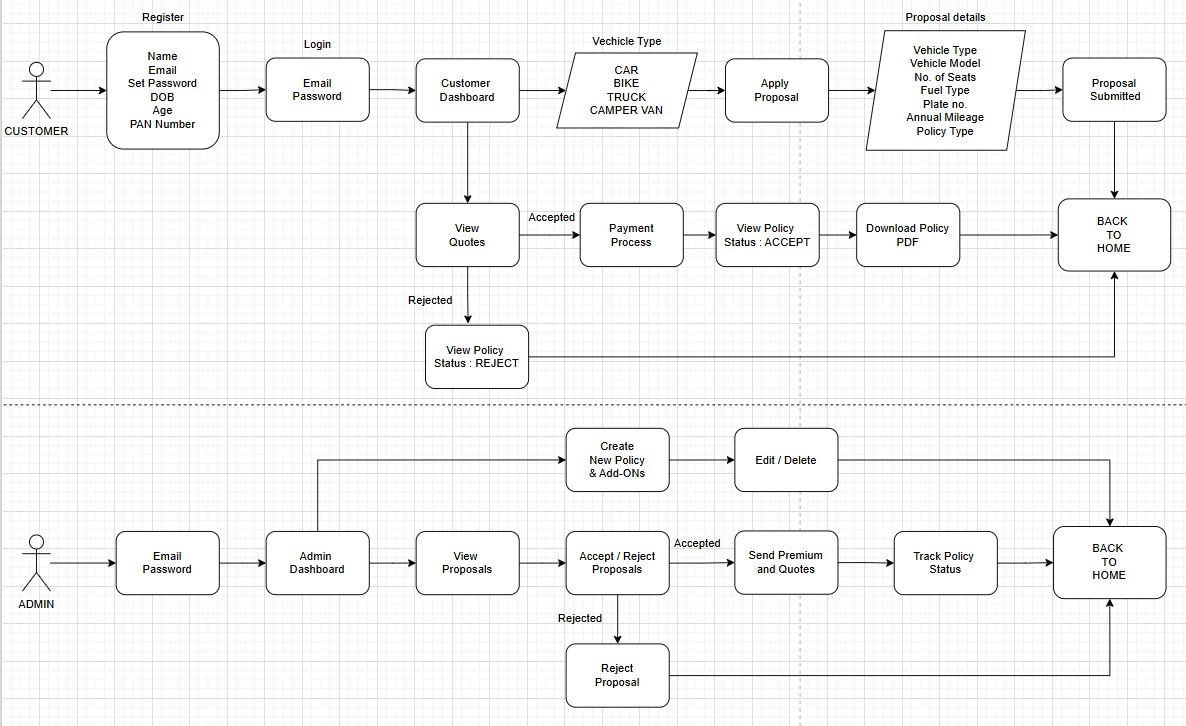 Register
Name
Email
Set Password
DOB
Age
PAN Number
CUSTOMER
Login
Email
Password
Customer
Dashboard
Vechicle Type
CAR
BIKE
TRUCK
CAMPER VAN
Apply
Proposal
Proposal details
Vehicle Type
Vehicle Model
No. of Seats
Fuel Type
Plate no.
Annual Mileage
Policy Type
Proposal
Submitted
View
Quotes
Accepted
Payment
Process
View Policy
Status : ACCEPT
Download Policy
PDF
BACK
TO
HOME
Rejected
View Policy
Status : REJECT
Create
New Policy
& Add-ONs
Edit / Delete
ADMIN
Email
Password
Admin
Dashboard
View
Proposals
Accept / Reject
Proposals
Accepted
Send Premium
and Quotes
Track Policy
Status
BACK
TO
HOME
Rejected
Reject
Proposal